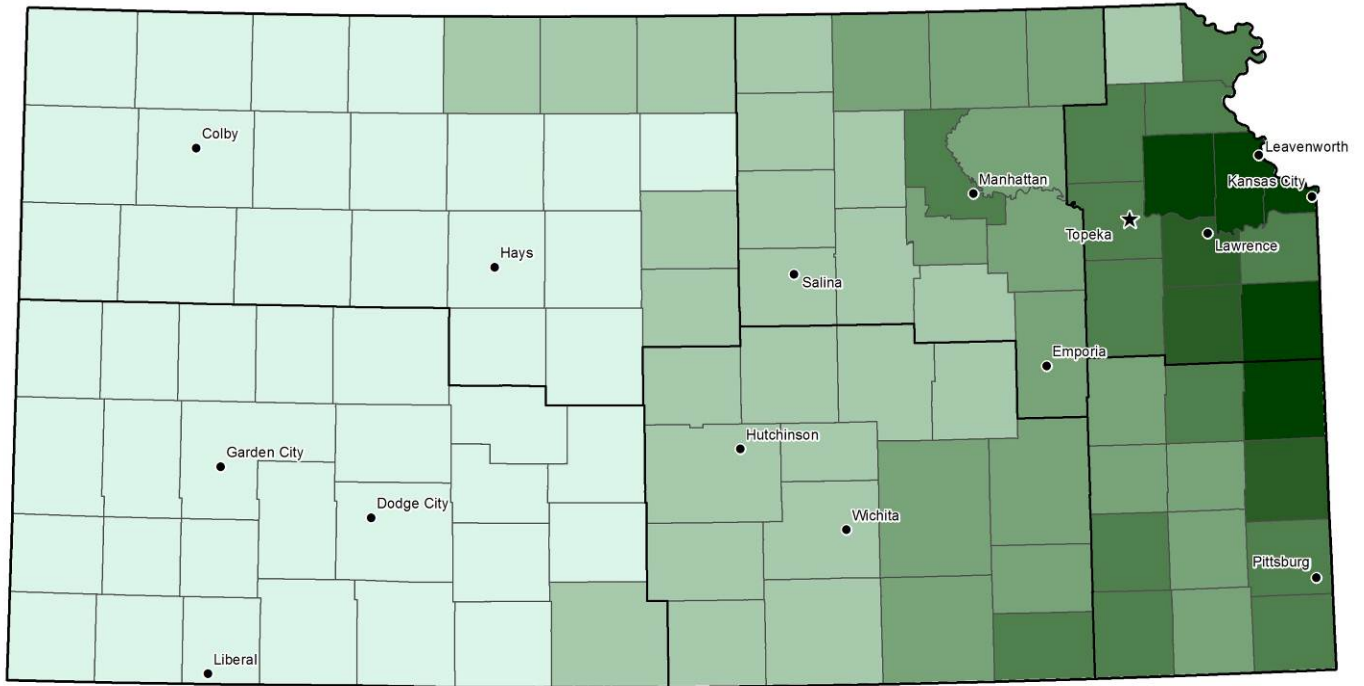 Colby
Leavenworth
Manhattan
Kansas City
Topeka
Lawrence
Hays
Salina
Emporia
Hutchinson
Garden City
Dodge City
Wichita
Pittsburg
Liberal